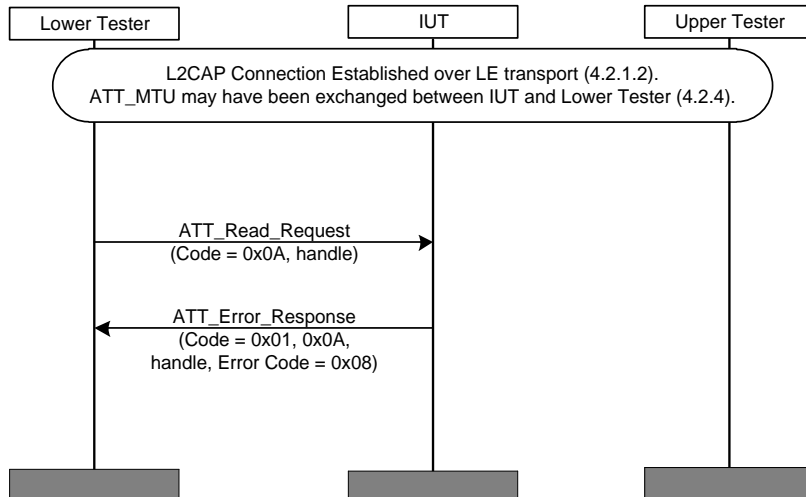 Lower Tester
IUT
Upper Tester
L2CAP Connection Established over LE transport (4.2.1.2).
ATT_MTU may have been exchanged between IUT and Lower Tester (4.2.4).
ATT_Read_Request
(Code = 0x0A, handle)
ATT_Error_Response
(Code = 0x01, 0x0A,
handle, Error Code = 0x08)